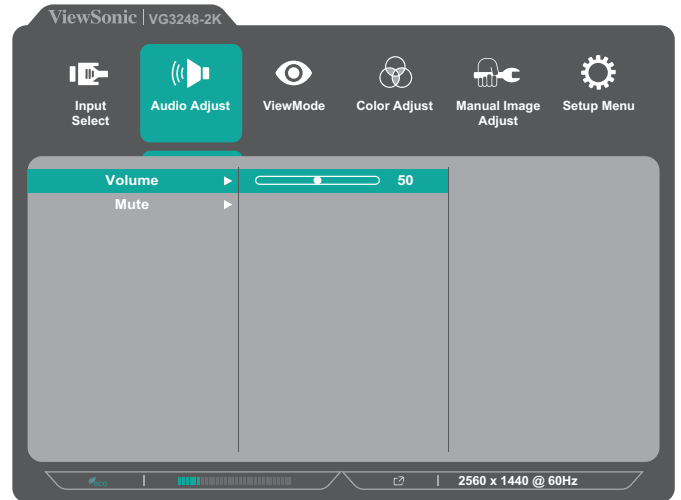 ViewSonic VG3248-2K
Input
Select
Audio Adjust
ViewMode
Color Adjust
Manual Image
Adjust
Setup Menu
Volume 50
Mute
eco 2560 x 1440 @ 60Hz